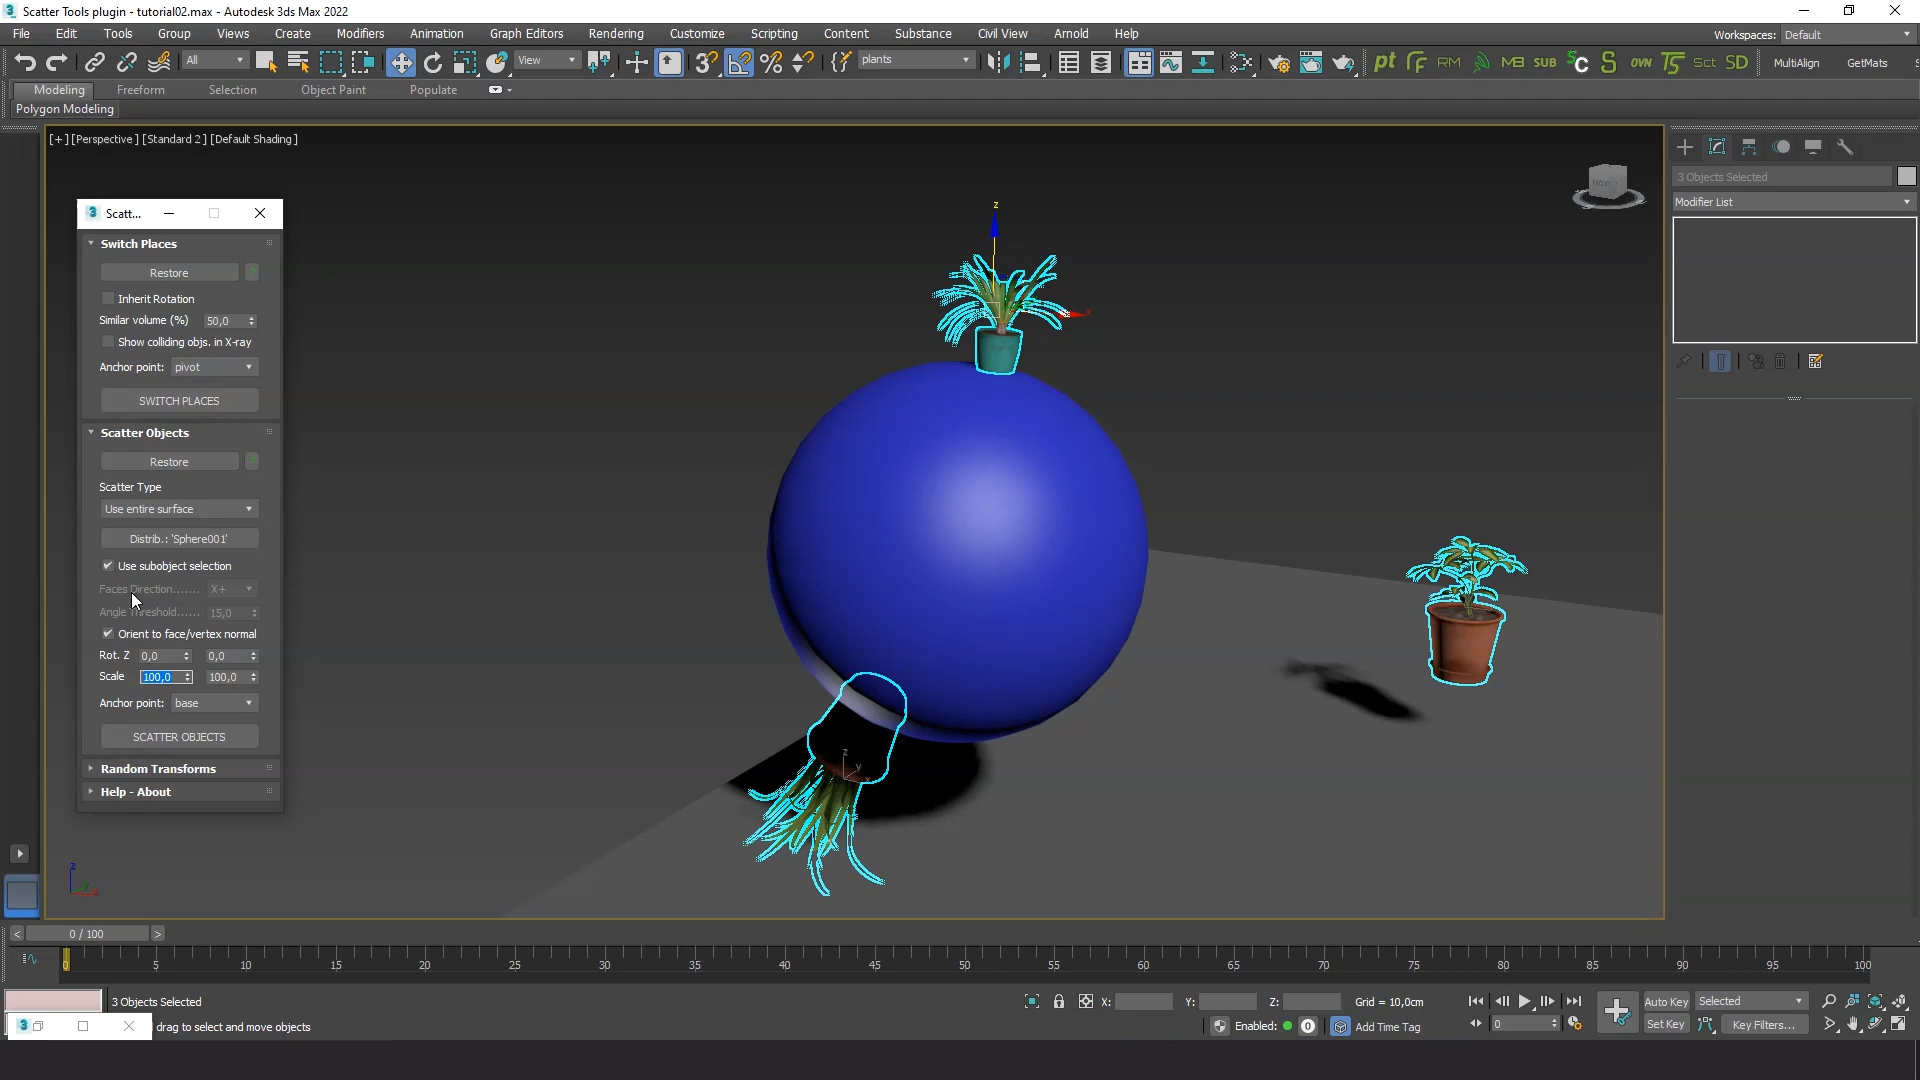 Scatter Tools plugin - tutorial02.max - Autodesk 3ds Max 2022
File Edit Tools Group Views Create Modifiers Animation Graph Editors Rendering Customize Scripting Content Substance Civil View Arnold Help
Workspaces: Default
All View plants pt RM MB SUB OVN TS Sct SD MultiAlign GetMats
Modeling Freeform Selection Object Paint Populate
Polygon Modeling
[+] [Perspective] [Standard 2] [Default Shading]
3 Objects Selected
Modifier List
Scatt...
Switch Places
Restore ?
Inherit Rotation
Similar volume (%) 50,0
Show colliding objs. in X-ray
Anchor point: pivot
SWITCH PLACES
Scatter Objects
Restore ?
Scatter Type
Use entire surface
Distrib.: 'Sphere001'
Use subobject selection
Faces Direction....... X+
Angle Threshold...... 15,0
Orient to face/vertex normal
Rot. Z 0,0 0,0
Scale 100,0 100,0
Anchor point: base
SCATTER OBJECTS
Random Transforms
Help - About
z
x
z
y
x
z
y
x
< 0 / 100 >
0 5 10 15 20 25 30 35 40 45 50 55 60 65 70 75 80 85 90 95 100
3 Objects Selected
X: Y: Z: Grid = 10,0cm
Auto Key Selected
drag to select and move objects
Enabled: 0 Add Time Tag
0
Set Key Key Filters...